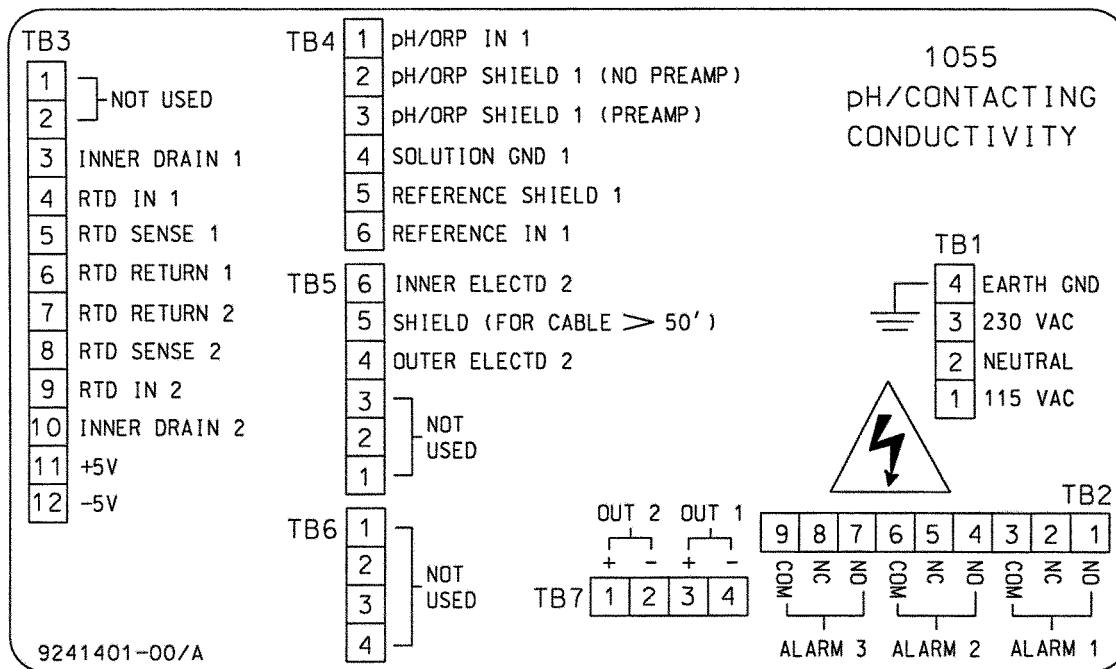 TB3
1
2
NOT USED
3 INNER DRAIN 1
4 RTD IN 1
5 RTD SENSE 1
6 RTD RETURN 1
7 RTD RETURN 2
8 RTD SENSE 2
9 RTD IN 2
10 INNER DRAIN 2
11 +5V
12 -5V
TB4
1 pH/ORP IN 1
2 pH/ORP SHIELD 1 (NO PREAMP)
3 pH/ORP SHIELD 1 (PREAMP)
4 SOLUTION GND 1
5 REFERENCE SHIELD 1
6 REFERENCE IN 1
TB5
6 INNER ELECTD 2
5 SHIELD (FOR CABLE > 50')
4 OUTER ELECTD 2
3
2
1
NOT
USED
TB6
1
2
3
4
NOT
USED
1055
pH/CONTACTING
CONDUCTIVITY
TB1
4 EARTH GND
3 230 VAC
2 NEUTRAL
1 115 VAC
OUT 2 OUT 1
+ - + -
TB7 1 2 3 4
TB2
9 8 7 6 5 4 3 2 1
COM NC NO COM NC NO COM NC NO
ALARM 3 ALARM 2 ALARM 1
9241401-00/A